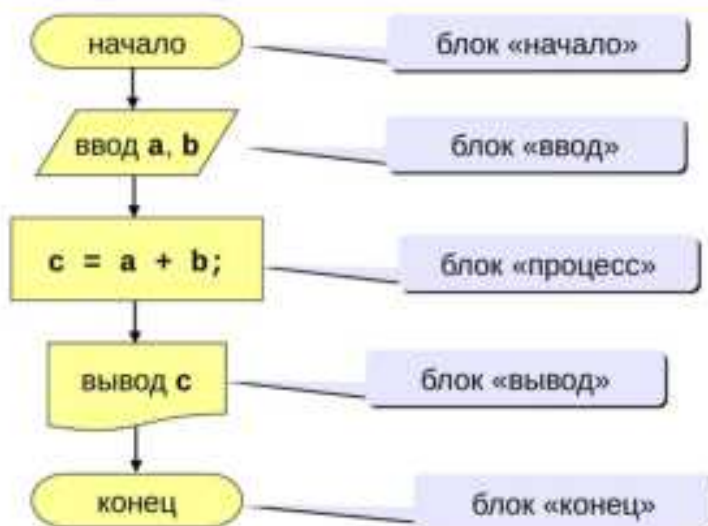 начало
блок «начало»
ввод a, b
блок «ввод»
c = a + b;
блок «процесс»
вывод c
блок «вывод»
конец
блок «конец»